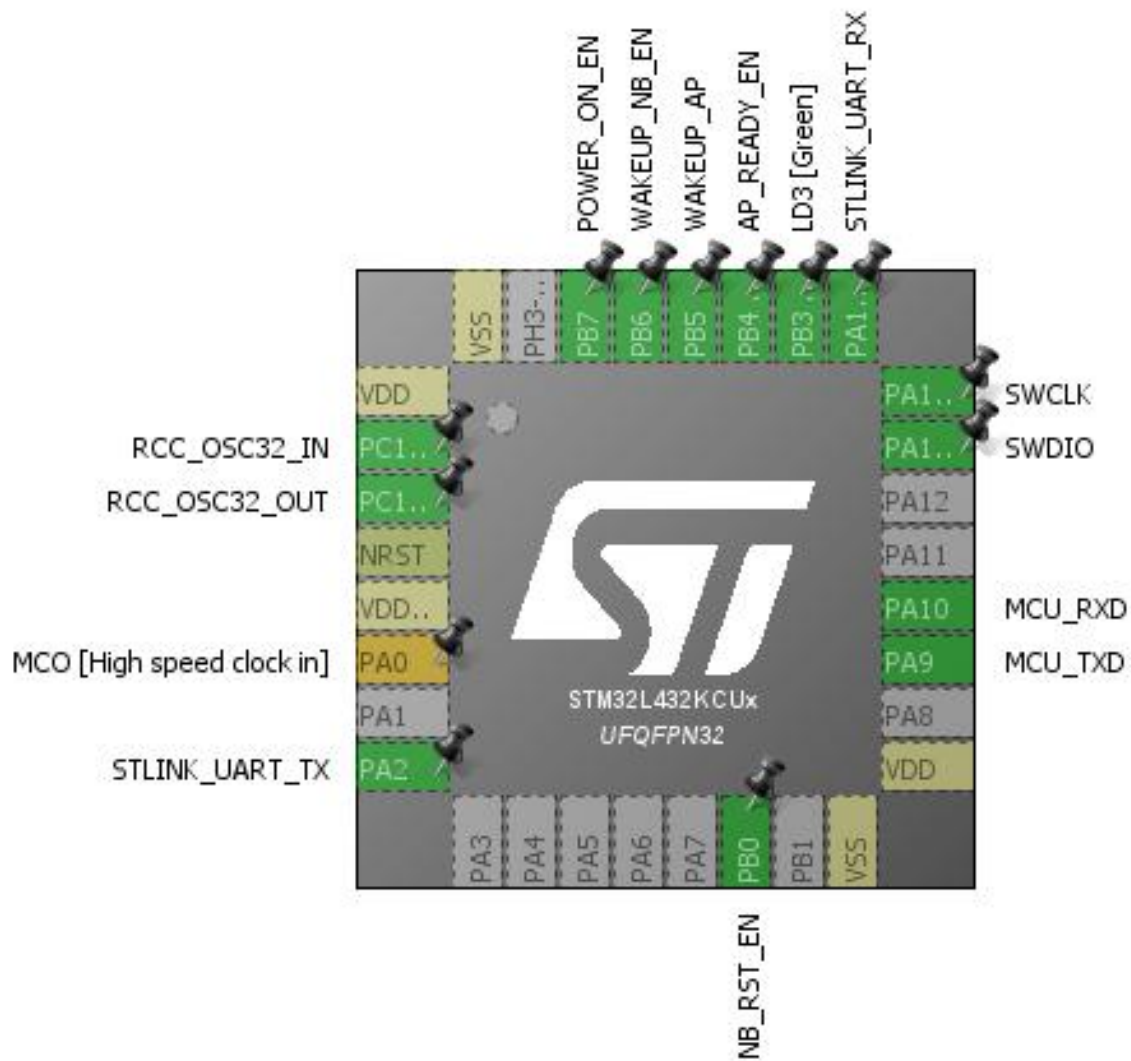 POWER_ON_EN
WAKEUP_NB_EN
WAKEUP_AP
AP_READY_EN
LD3 [Green]
STLINK_UART_RX
VSS
PH3-..
PB7
PB6
PB5
PB4..
PB3..
PA1..
VDD
RCC_OSC32_IN PC1..
RCC_OSC32_OUT PC1..
NRST
VDD..
MCO [High speed clock in] PA0
PA1
STLINK_UART_TX PA2
PA1.. SWCLK
PA1.. SWDIO
PA12
PA11
PA10 MCU_RXD
PA9 MCU_TXD
PA8
VDD
ST
STM32L432KCUx
UFQFPN32
PA3
PA4
PA5
PA6
PA7
PB0
PB1
VSS
NB_RST_EN